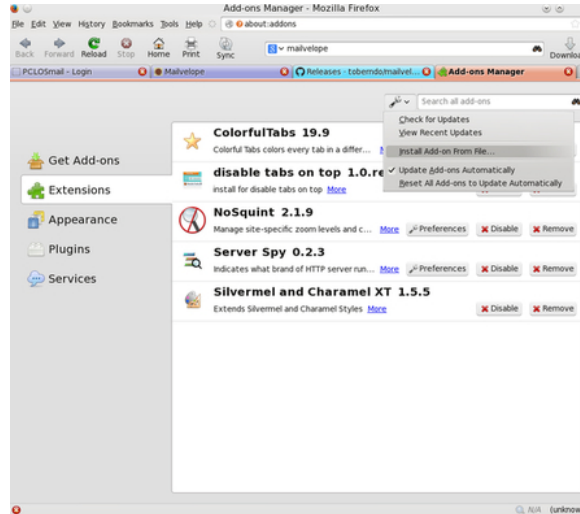 Add-ons Manager - Mozilla Firefox
File Edit View History Bookmarks Tools Help
about:addons
Back Forward Reload Stop Home Print Sync
mailvelope
PCLOSmail - Login
Mailvelope
Releases · toberndo/mailvel...
Add-ons Manager
Search all add-ons
Check for Updates
View Recent Updates
Install Add-on From File...
Update Add-ons Automatically
Reset All Add-ons to Update Automatically
Get Add-ons
Extensions
Appearance
Plugins
Services
ColorfulTabs 19.9
Colorful Tabs colors every tab in a differ...
disable tabs on top 1.0.re
install for disable tabs on top More
NoSquint 2.1.9
Manage site-specific zoom levels and c... More Preferences Disable Remove
Server Spy 0.2.3
Indicates what brand of HTTP server run... More Preferences Disable Remove
Silvermel and Charamel XT 1.5.5
Extends Silvermel and Charamel Styles More Disable Remove
N/A